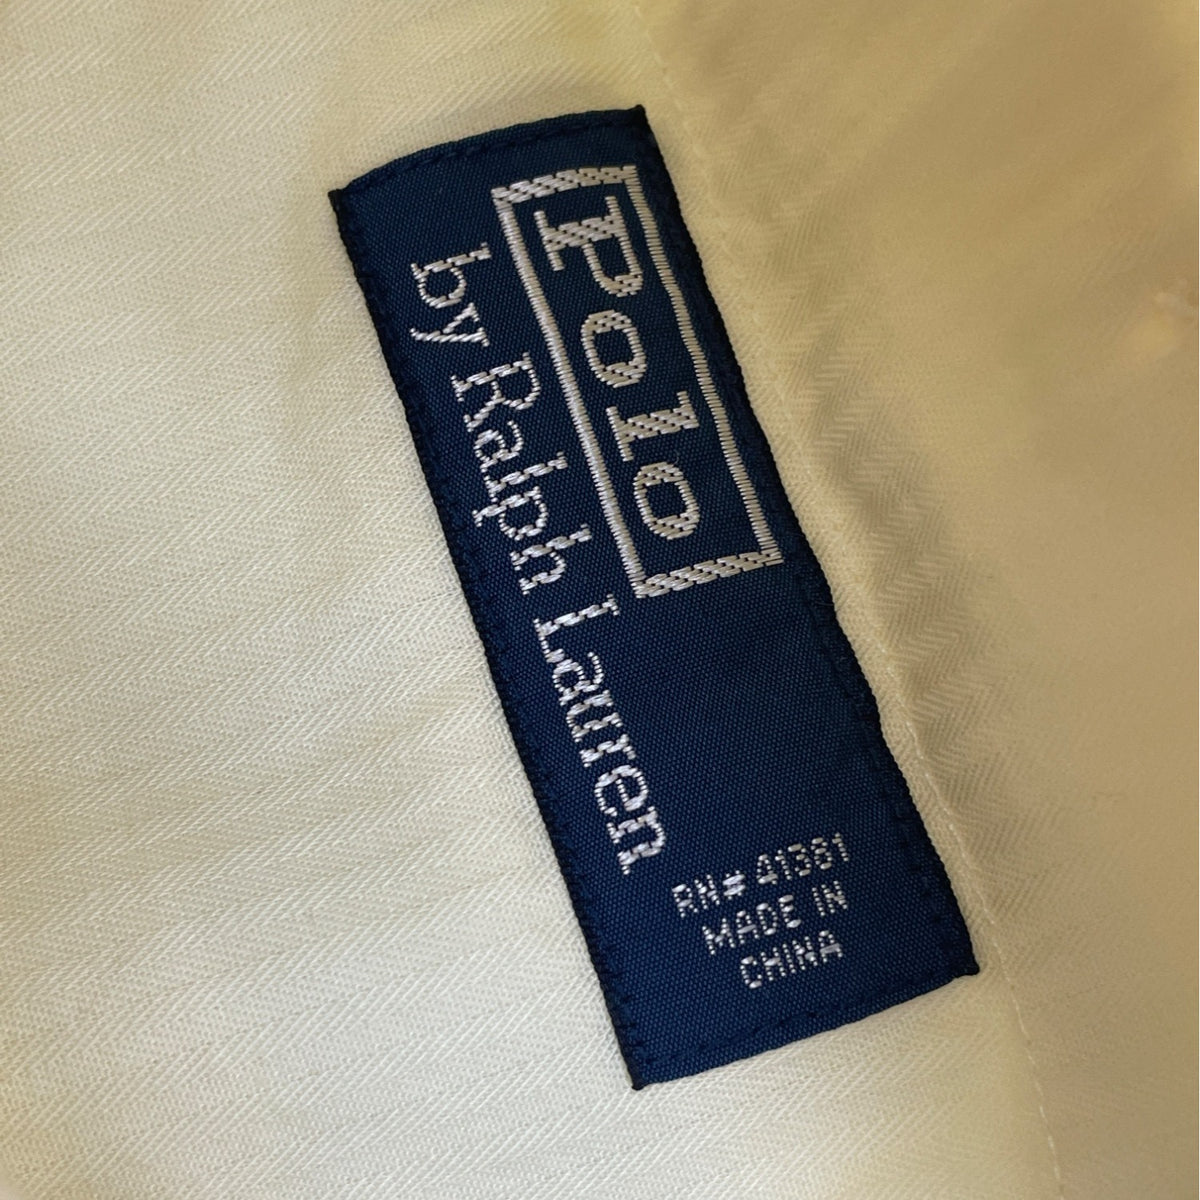 Polo
by Ralph Lauren
RN# 41381
MADE IN
CHINA